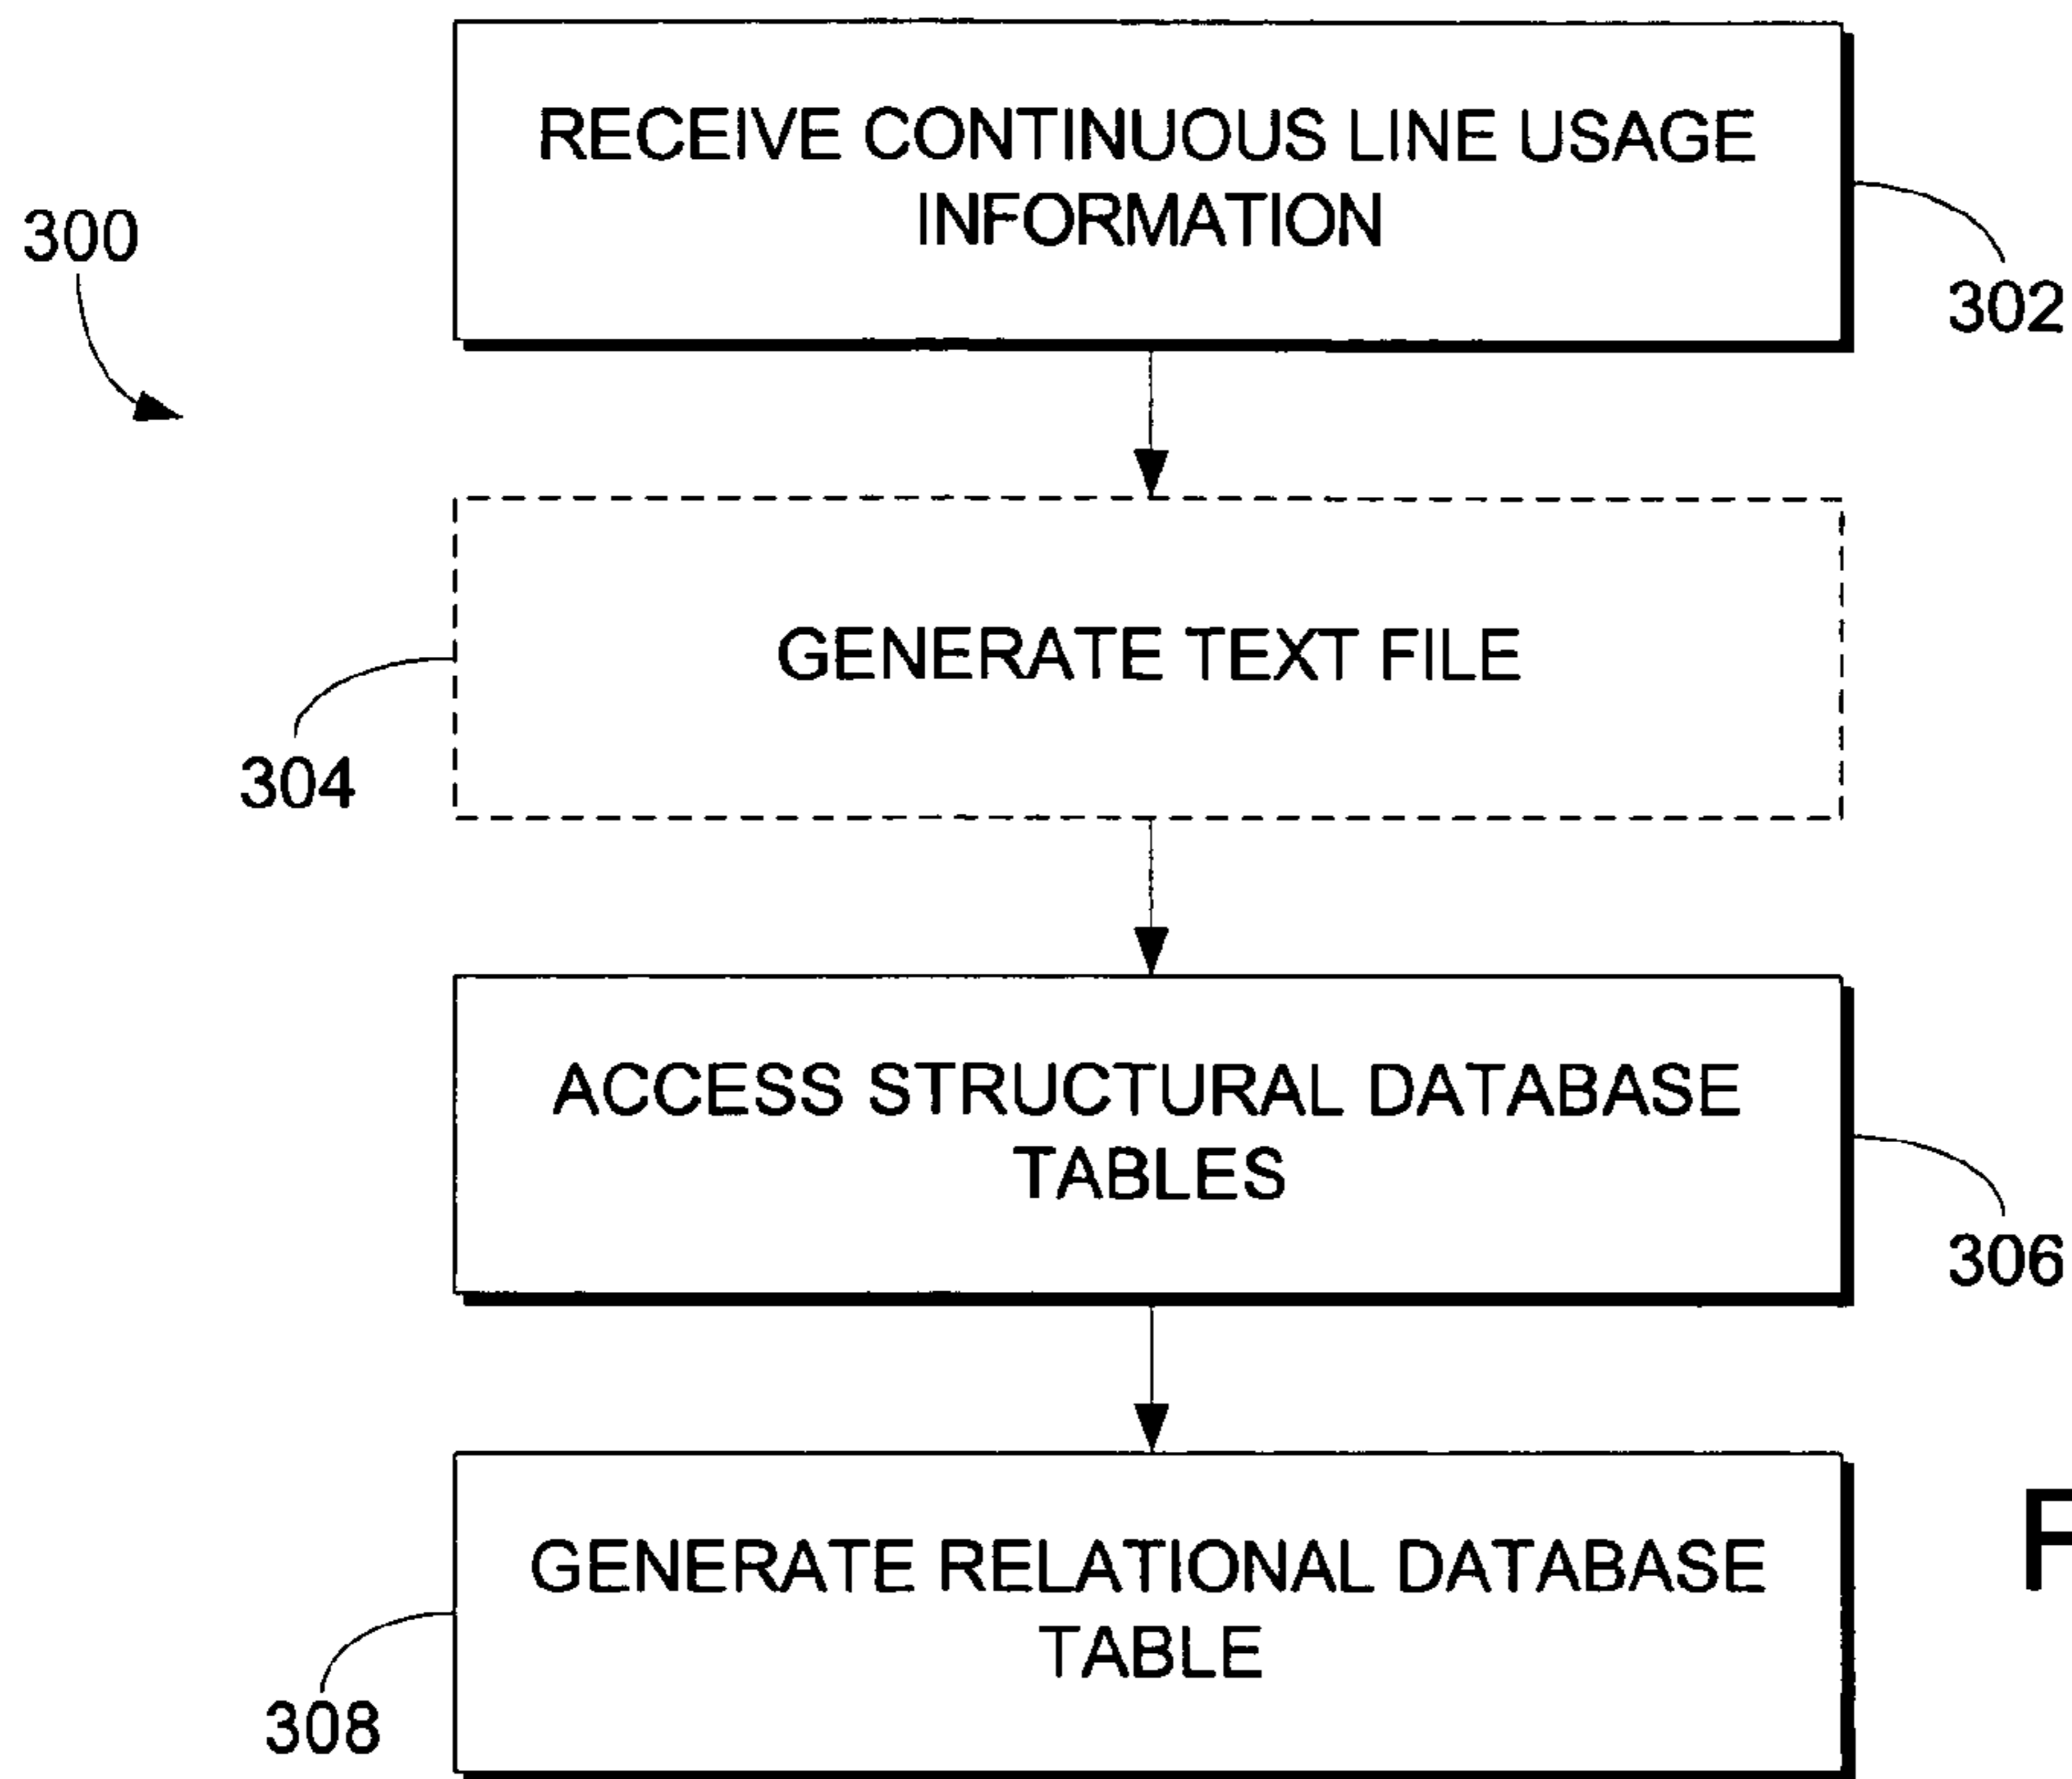 RECEIVE CONTINUOUS LINE USAGE
INFORMATION
300
302
GENERATE TEXT FILE
304
ACCESS STRUCTURAL DATABASE
TABLES
306
GENERATE RELATIONAL DATABASE
TABLE
308